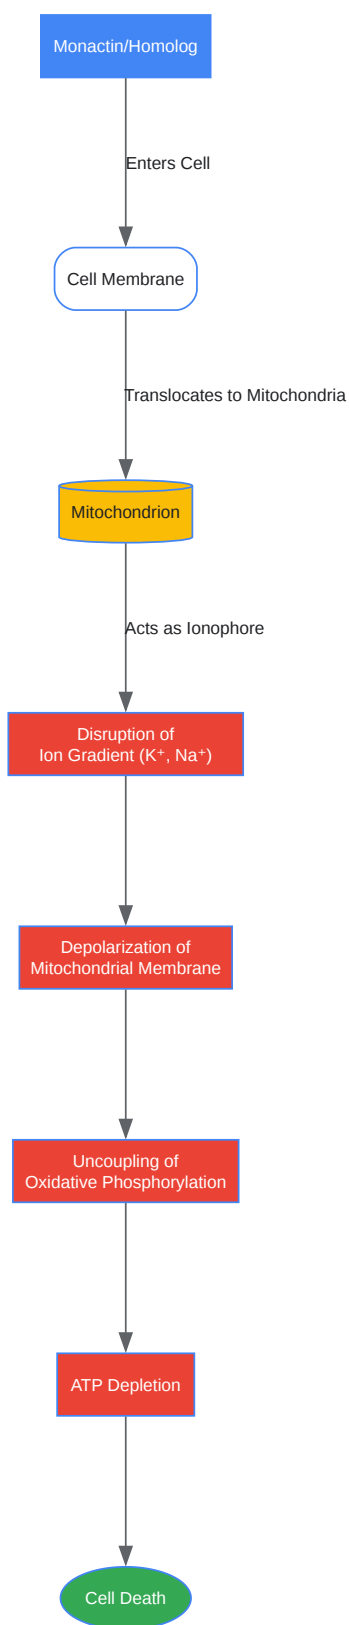 Monactin/Homolog
Enters Cell
Cell Membrane
Translocates to Mitochondria
Mitochondrion
Acts as Ionophore
Disruption of
Ion Gradient (K⁺, Na⁺)
Depolarization of
Mitochondrial Membrane
Uncoupling of
Oxidative Phosphorylation
ATP Depletion
Cell Death